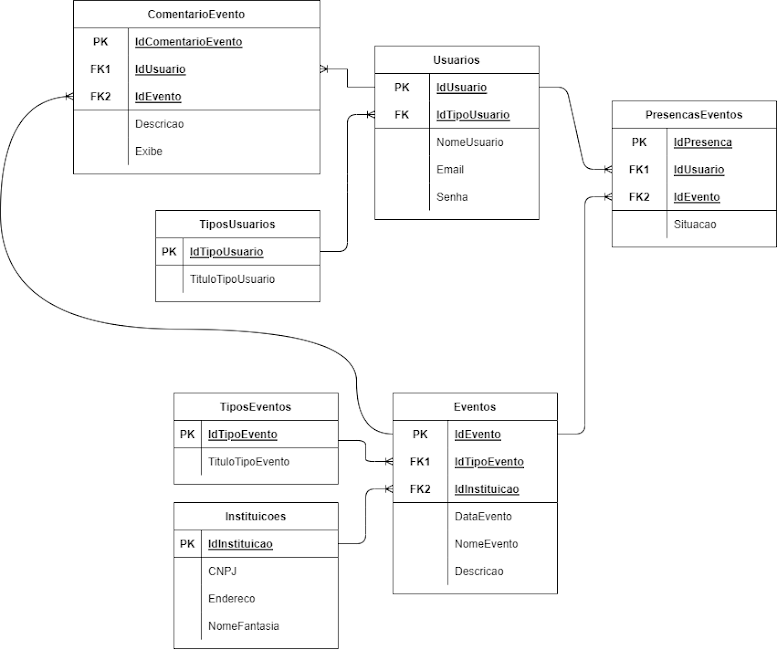 ComentarioEvento
PK IdComentarioEvento
FK1 IdUsuario
FK2 IdEvento
Descricao
Exibe
Usuarios
PK IdUsuario
FK IdTipoUsuario
NomeUsuario
Email
Senha
PresencasEventos
PK IdPresenca
FK1 IdUsuario
FK2 IdEvento
Situacao
TiposUsuarios
PK IdTipoUsuario
TituloTipoUsuario
TiposEventos
PK IdTipoEvento
TituloTipoEvento
Eventos
PK IdEvento
FK1 IdTipoEvento
FK2 IdInstituicao
DataEvento
NomeEvento
Descricao
Instituicoes
PK IdInstituicao
CNPJ
Endereco
NomeFantasia